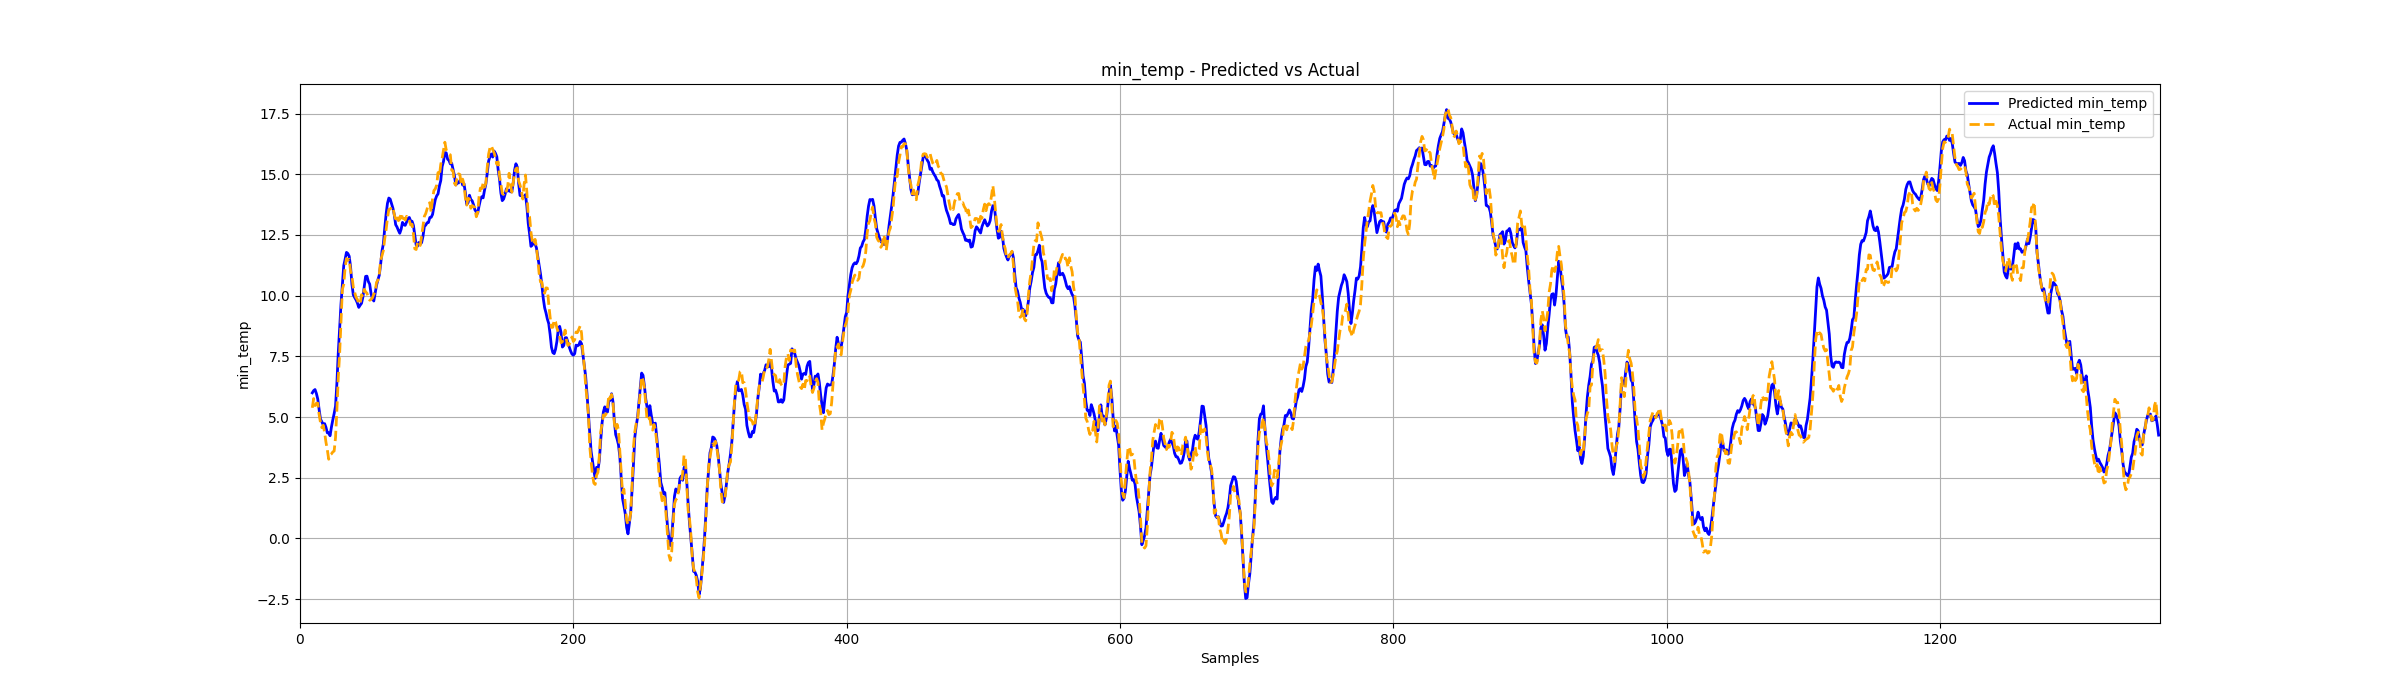 min_temp - Predicted vs Actual
Predicted min_temp
Actual min_temp
min_temp
17.5
15.0
12.5
10.0
7.5
5.0
2.5
0.0
−2.5
0 200 400 600 800 1000 1200
Samples